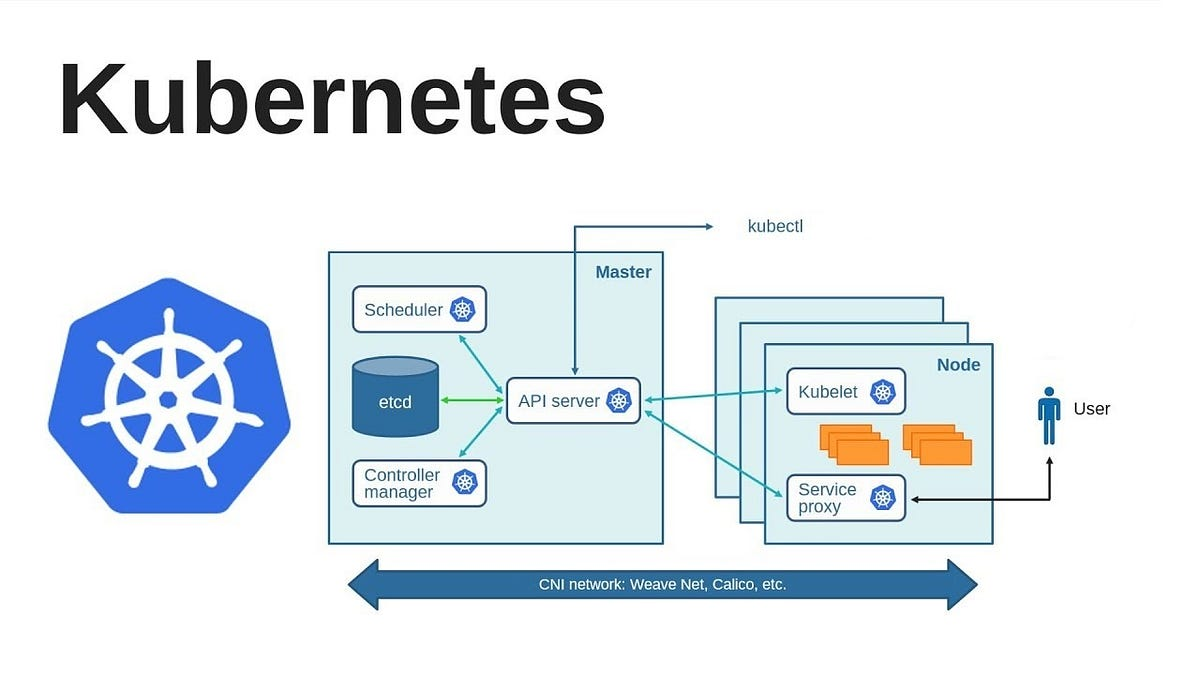 Kubernetes
kubectl
Master
Scheduler
etcd
API server
Controller
manager
Node
Kubelet
Service
proxy
User
CNI network: Weave Net, Calico, etc.